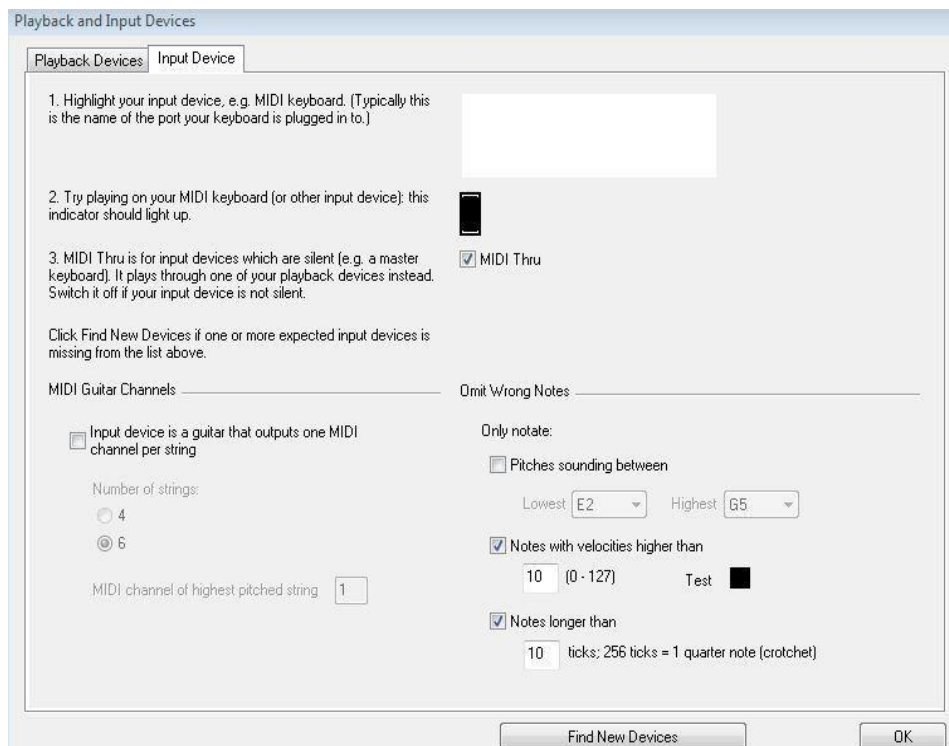 Playback and Input Devices
Playback Devices
Input Device
1. Highlight your input device, e.g. MIDI keyboard. (Typically this
is the name of the port your keyboard is plugged in to.)
2. Try playing on your MIDI keyboard (or other input device): this
indicator should light up.
3. MIDI Thru is for input devices which are silent (e.g. a master
keyboard). It plays through one of your playback devices instead.
Switch it off if your input device is not silent.
MIDI Thru
Click Find New Devices if one or more expected input devices is
missing from the list above.
MIDI Guitar Channels
Input device is a guitar that outputs one MIDI
channel per string
Number of strings:
4
6
MIDI channel of highest pitched string 1
Omit Wrong Notes
Only notate:
Pitches sounding between
Lowest E2 Highest G5
Notes with velocities higher than
10 (0 - 127) Test
Notes longer than
10 ticks; 256 ticks = 1 quarter note (crotchet)
Find New Devices
OK